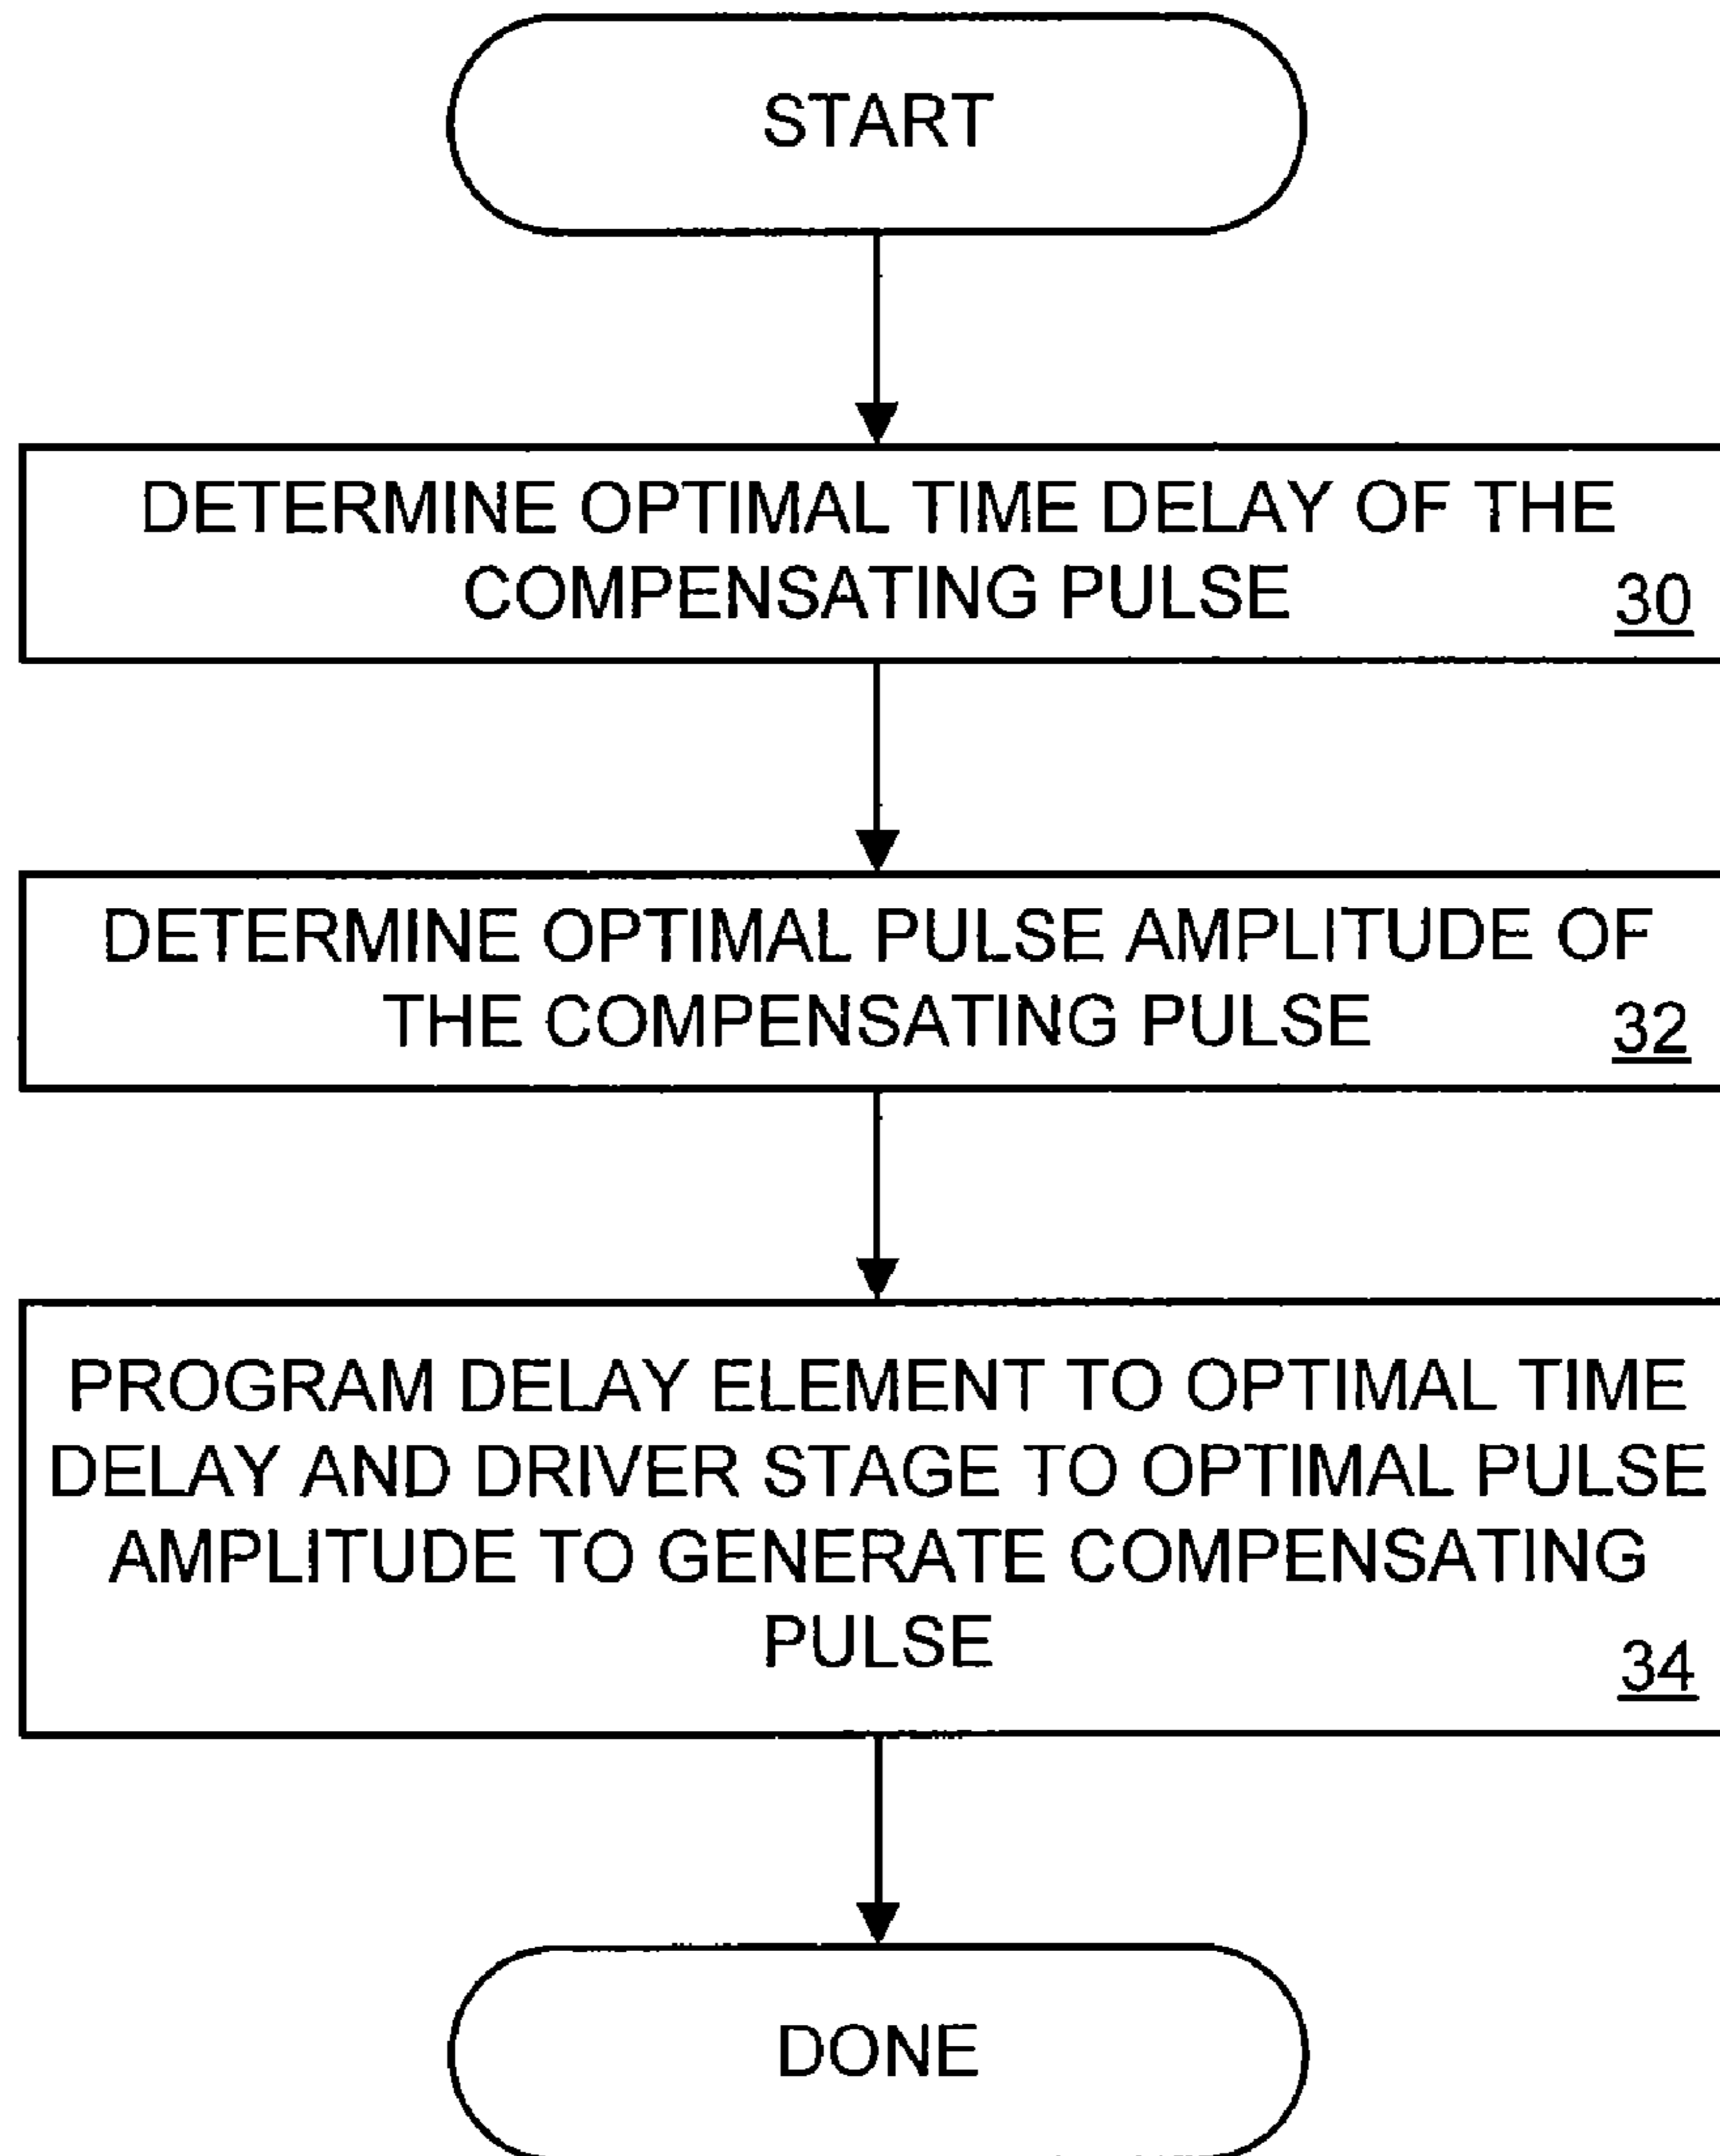 START
DETERMINE OPTIMAL TIME DELAY OF THE
COMPENSATING PULSE
30
DETERMINE OPTIMAL PULSE AMPLITUDE OF
THE COMPENSATING PULSE
32
PROGRAM DELAY ELEMENT TO OPTIMAL TIME
DELAY AND DRIVER STAGE TO OPTIMAL PULSE
AMPLITUDE TO GENERATE COMPENSATING
PULSE
34
DONE